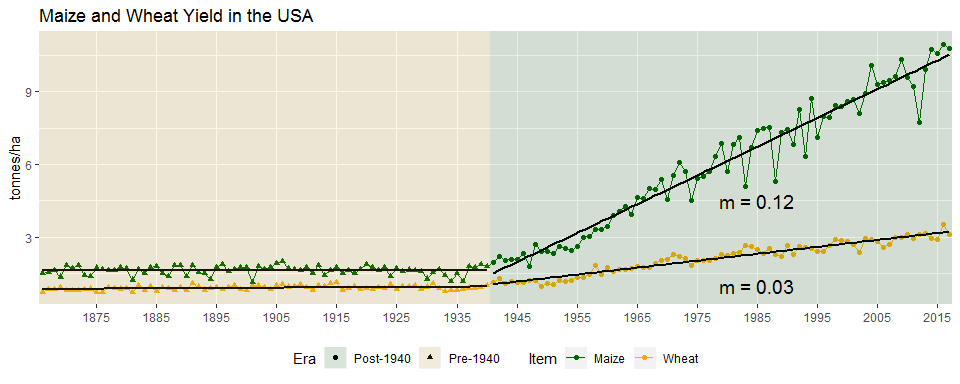 Maize and Wheat Yield in the USA
tonnes/ha
9
6
3
m = 0.12
m = 0.03
1875 1885 1895 1905 1915 1925 1935 1945 1955 1965 1975 1985 1995 2005 2015
Era Post-1940 Pre-1940 Item Maize Wheat